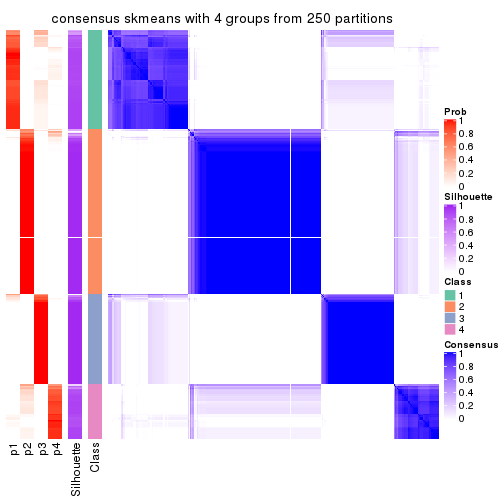 consensus skmeans with 4 groups from 250 partitions
Prob
1
0.8
0.6
0.4
0.2
0
Silhouette
1
0.8
0.6
0.4
0.2
0
Class
1
2
3
4
Consensus
1
0.8
0.6
0.4
0.2
0
p1
p2
p3
p4
Silhouette
Class